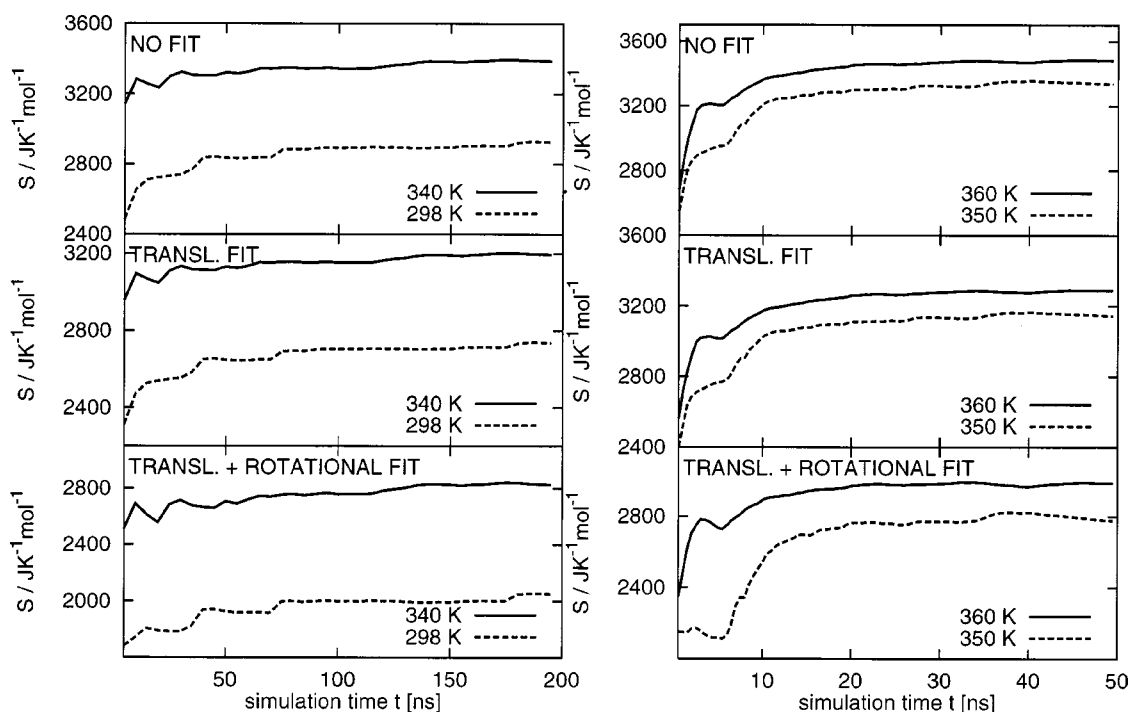 3600
NO FIT
3200
2800
2400
S / JK⁻¹mol⁻¹
340 K
298 K
TRANSL. FIT
3200
2800
2400
S / JK⁻¹mol⁻¹
340 K
298 K
TRANSL. + ROTATIONAL FIT
2800
2400
2000
S / JK⁻¹mol⁻¹
340 K
298 K
50
100
150
200
simulation time t [ns]
3600
NO FIT
3200
2800
S / JK⁻¹mol⁻¹
360 K
350 K
3600
TRANSL. FIT
3200
2800
2400
S / JK⁻¹mol⁻¹
360 K
350 K
TRANSL. + ROTATIONAL FIT
2800
2400
S / JK⁻¹mol⁻¹
360 K
350 K
10
20
30
40
50
simulation time t [ns]